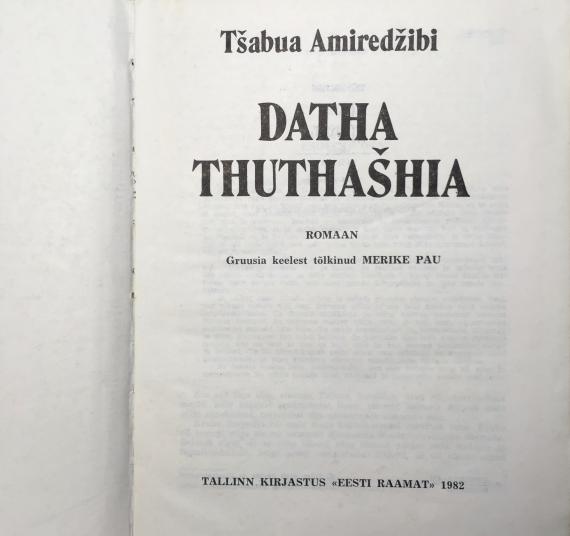 Tšabua Amiredžibi
DATHA
THUTHAŠHIA
ROMAAN
Gruusia keelest tõlkinud MERIKE PAU
TALLINN KIRJASTUS «EESTI RAAMAT» 1982